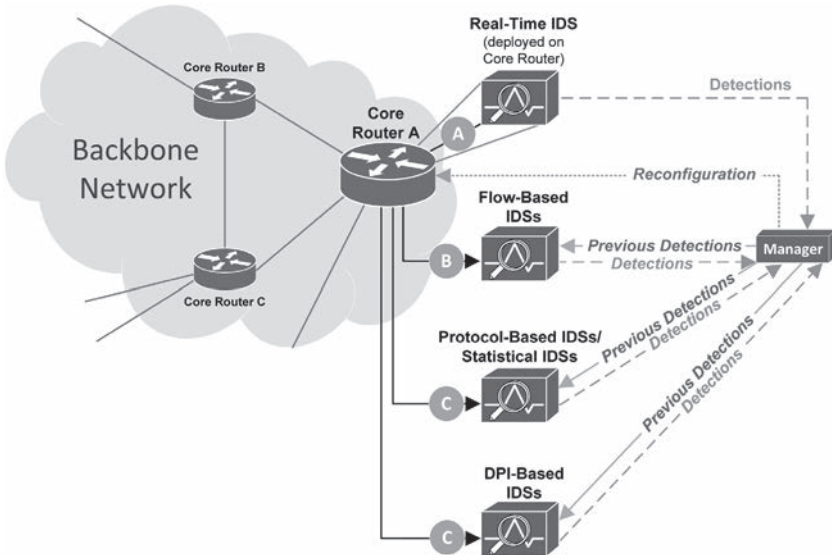 Real-Time IDS
(deployed on
Core Router)
Detections
Core Router B
Core
Router A
A
Backbone
Network
Reconfiguration
Flow-Based
IDSs
Manager
Previous Detections
B
Detections
Core Router C
Protocol-Based IDSs/
Statistical IDSs
Previous Detections
Detections
C
Previous Detections
Detections
DPI-Based
IDSs
C